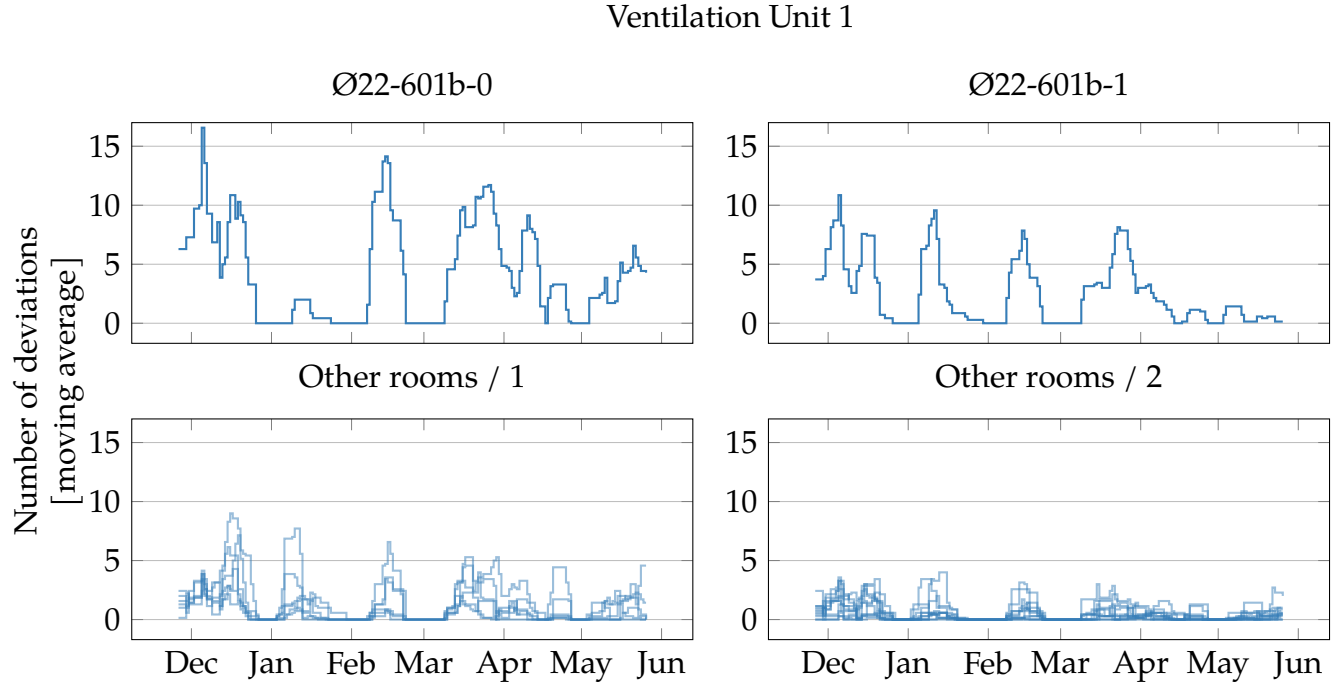 Ventilation Unit 1
Ø22-601b-0
Ø22-601b-1
15
10
5
0
15
10
5
0
Number of deviations
[moving average]
Other rooms / 1
Other rooms / 2
15
10
5
0
15
10
5
0
Dec Jan Feb Mar Apr May Jun
Dec Jan Feb Mar Apr May Jun